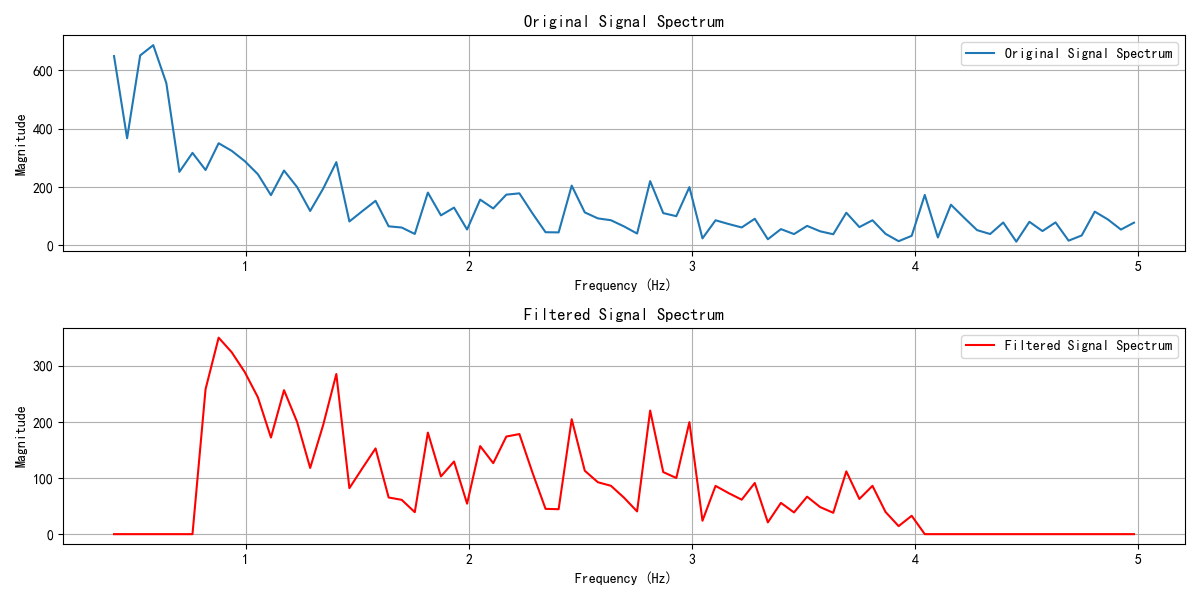 Original Signal Spectrum
Original Signal Spectrum
Magnitude
600
400
200
0
1 2 3 4 5
Frequency (Hz)
Filtered Signal Spectrum
Filtered Signal Spectrum
Magnitude
300
200
100
0
1 2 3 4 5
Frequency (Hz)